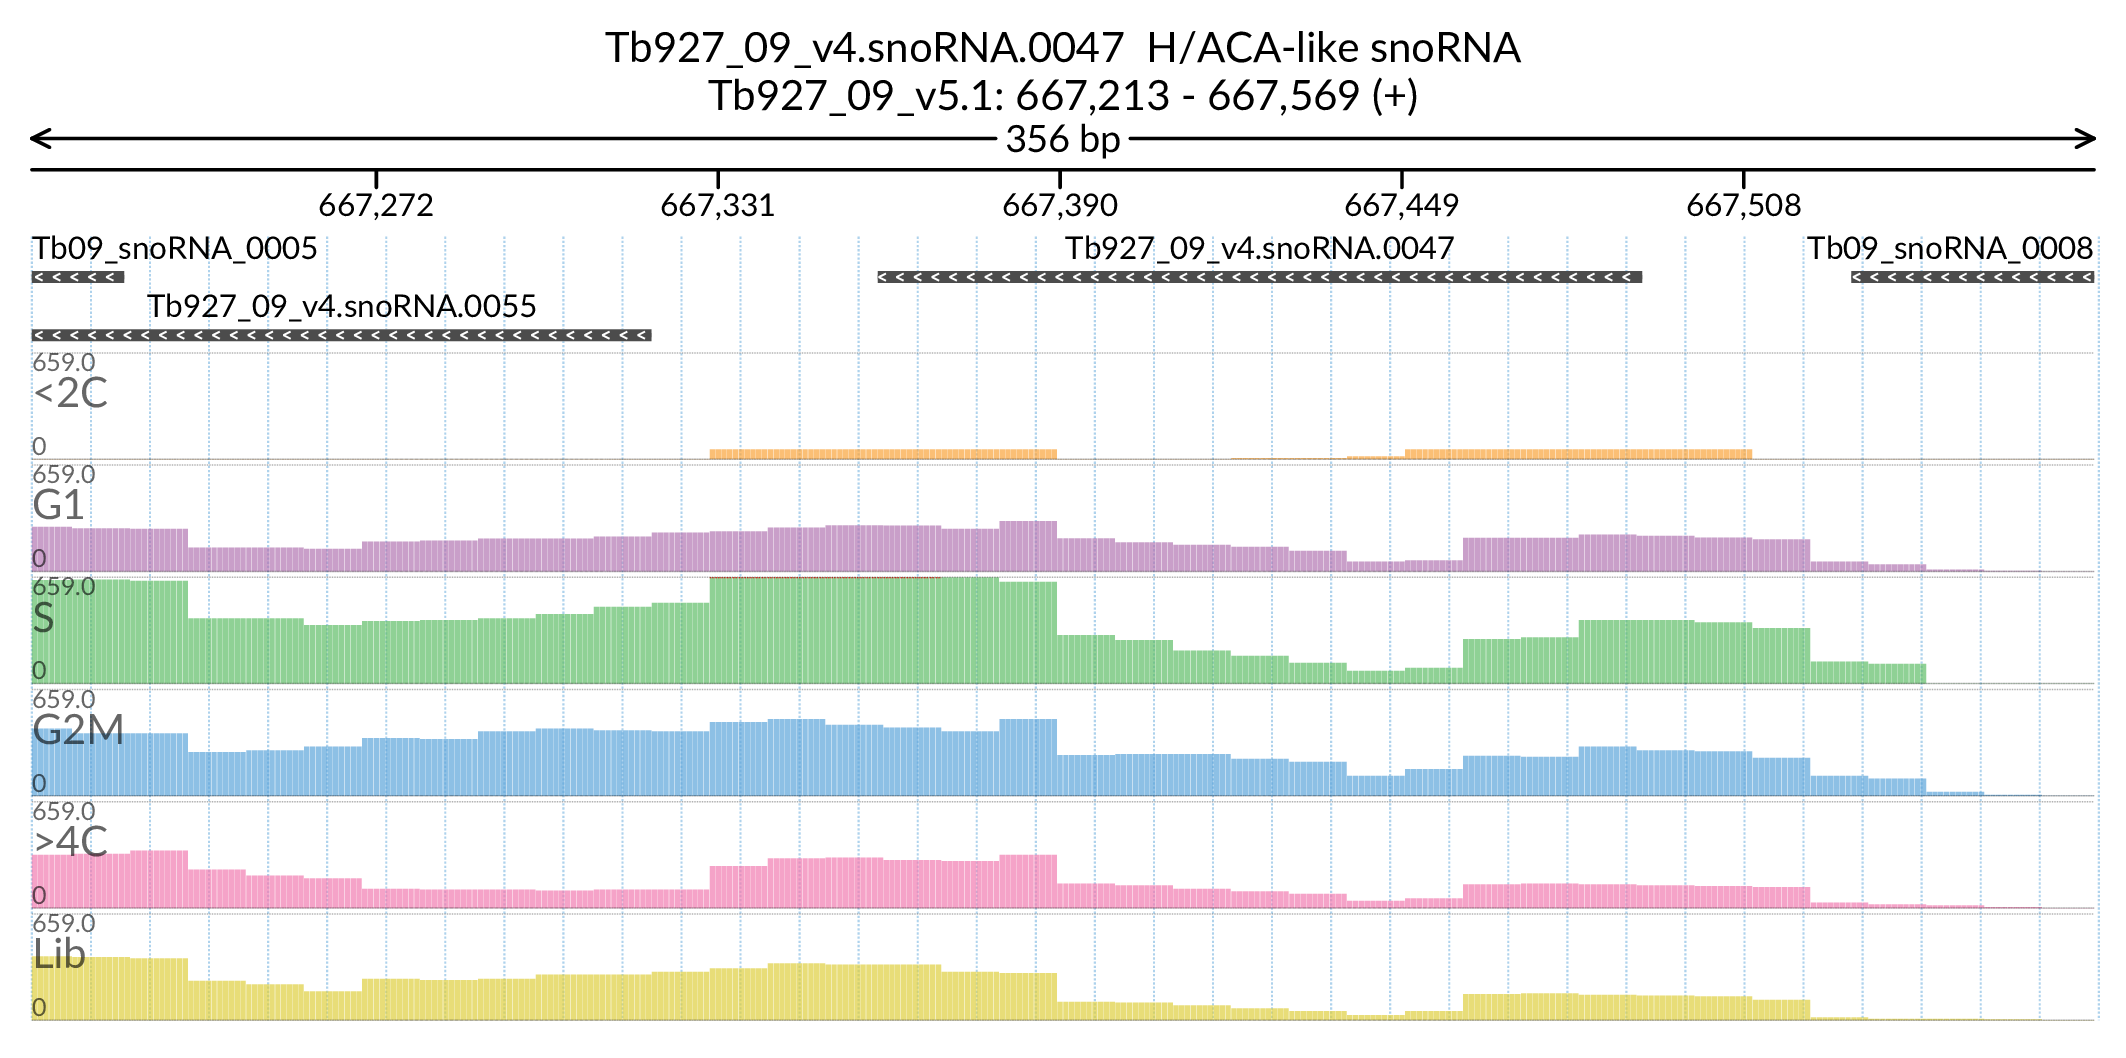 Tb927_09_v4.snoRNA.0047  H/ACA-like snoRNA
Tb927_09_v5.1: 667,213 - 667,569 (+)
356 bp
667,272 667,331 667,390 667,449 667,508
Tb09_snoRNA_0005 Tb927_09_v4.snoRNA.0047 Tb09_snoRNA_0008
Tb927_09_v4.snoRNA.0055
659.0
<2C
0
659.0
G1
0
659.0
S
0
659.0
G2M
0
659.0
>4C
0
659.0
Lib
0